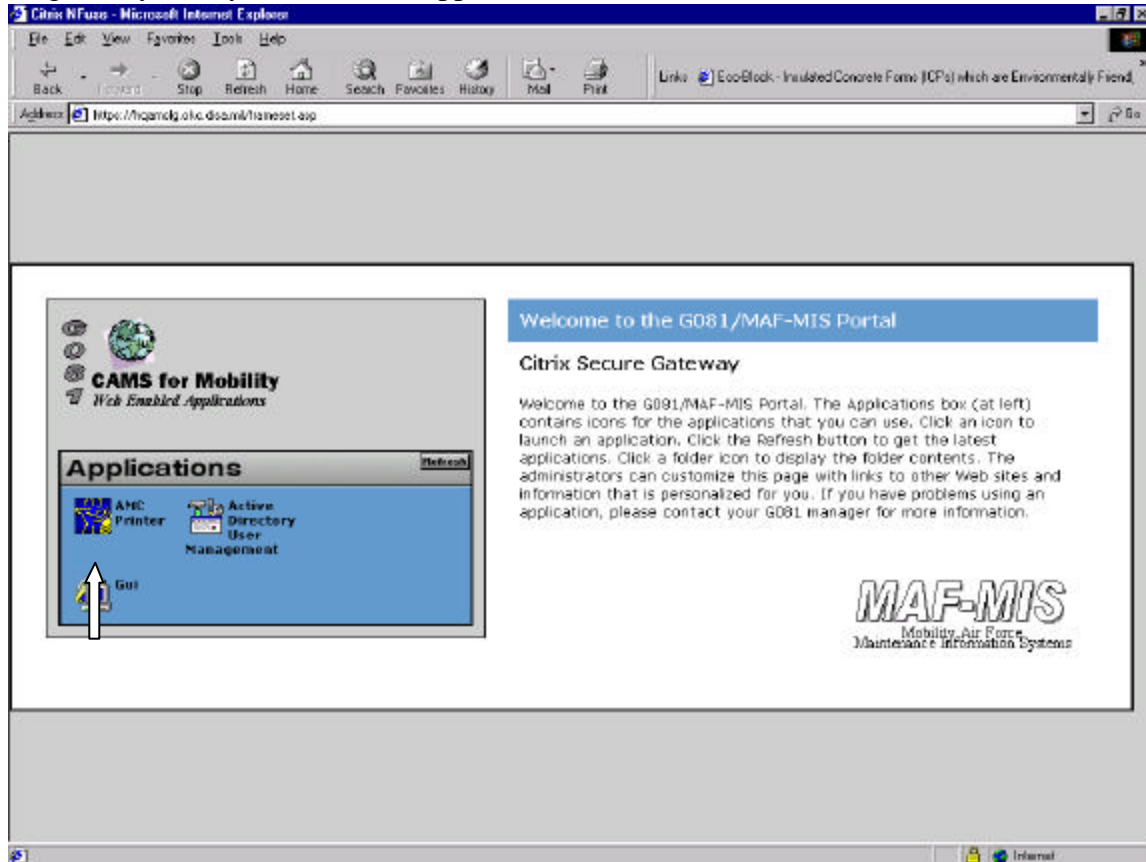 Citrix NFuse - Microsoft Internet Explorer
File Edit View Favorites Tools Help
Back Forward Stop Refresh Home Search Favorites History Mail Print Links Eco-Block - Insulated Concrete Forms (ICFs) which are Environmentally Friend,
Address https://hqamclg.okc.disa.mil/frameset.asp Go
G
O
8
1
CAMS for Mobility
Web Enabled Applications
Applications Refresh
AMC
Printer
Active
Directory
User
Management
Gui
Welcome to the G081/MAF-MIS Portal
Citrix Secure Gateway
Welcome to the G081/MAF-MIS Portal. The Applications box (at left)
contains icons for the applications that you can use. Click an icon to
launch an application. Click the Refresh button to get the latest
applications. Click a folder icon to display the folder contents. The
administrators can customize this page with links to other Web sites and
information that is personalized for you. If you have problems using an
application, please contact your G081 manager for more information.
MAF-MIS
Mobility Air Force
Maintenance Information Systems
Internet